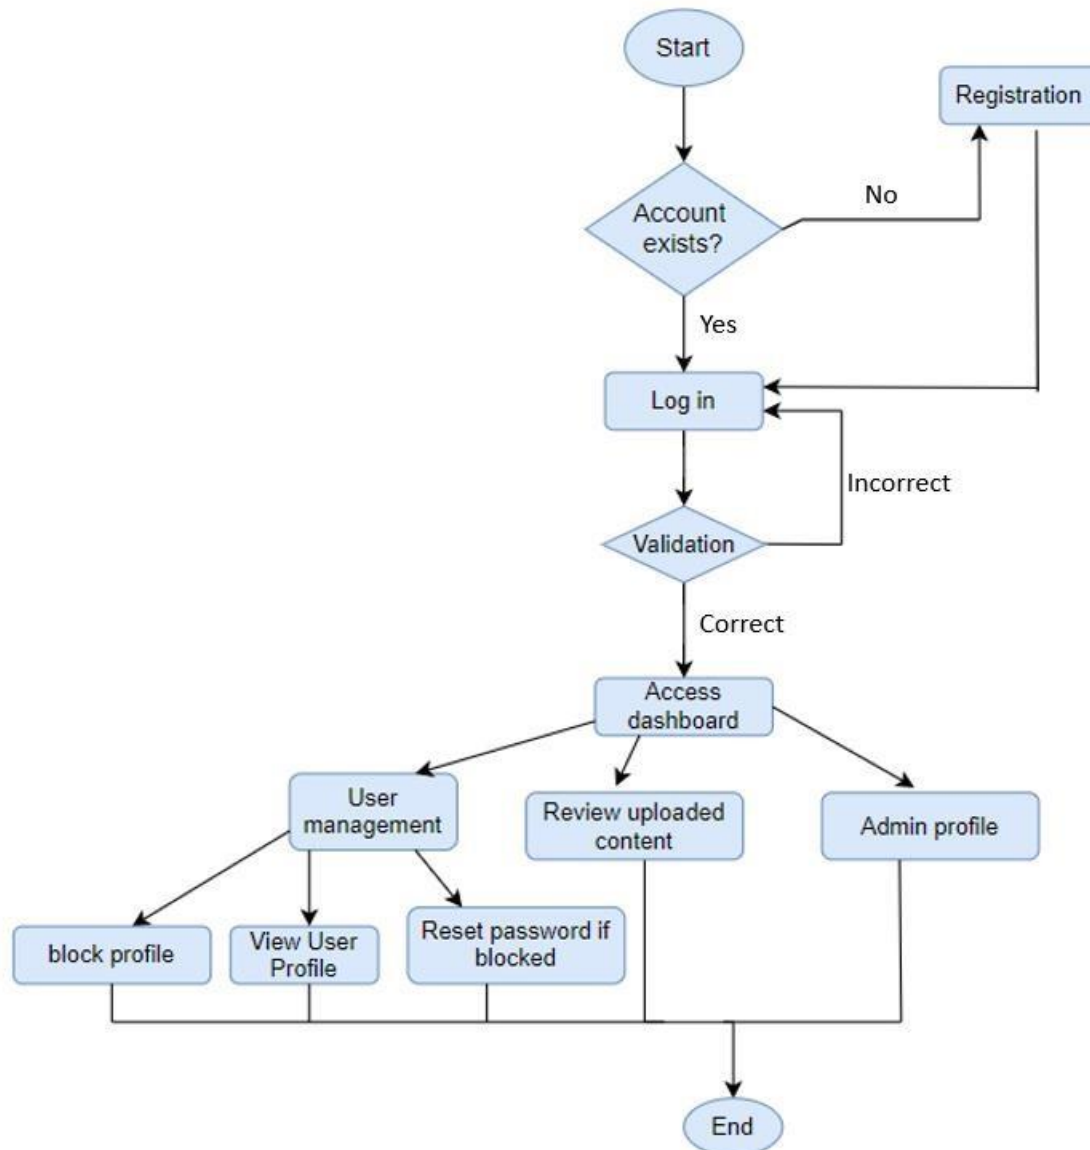 Start
Registration
No
Account
exists?
Yes
Log in
Incorrect
Validation
Correct
Access
dashboard
User
management
Review uploaded
content
Admin profile
block profile
View User
Profile
Reset password if
blocked
End